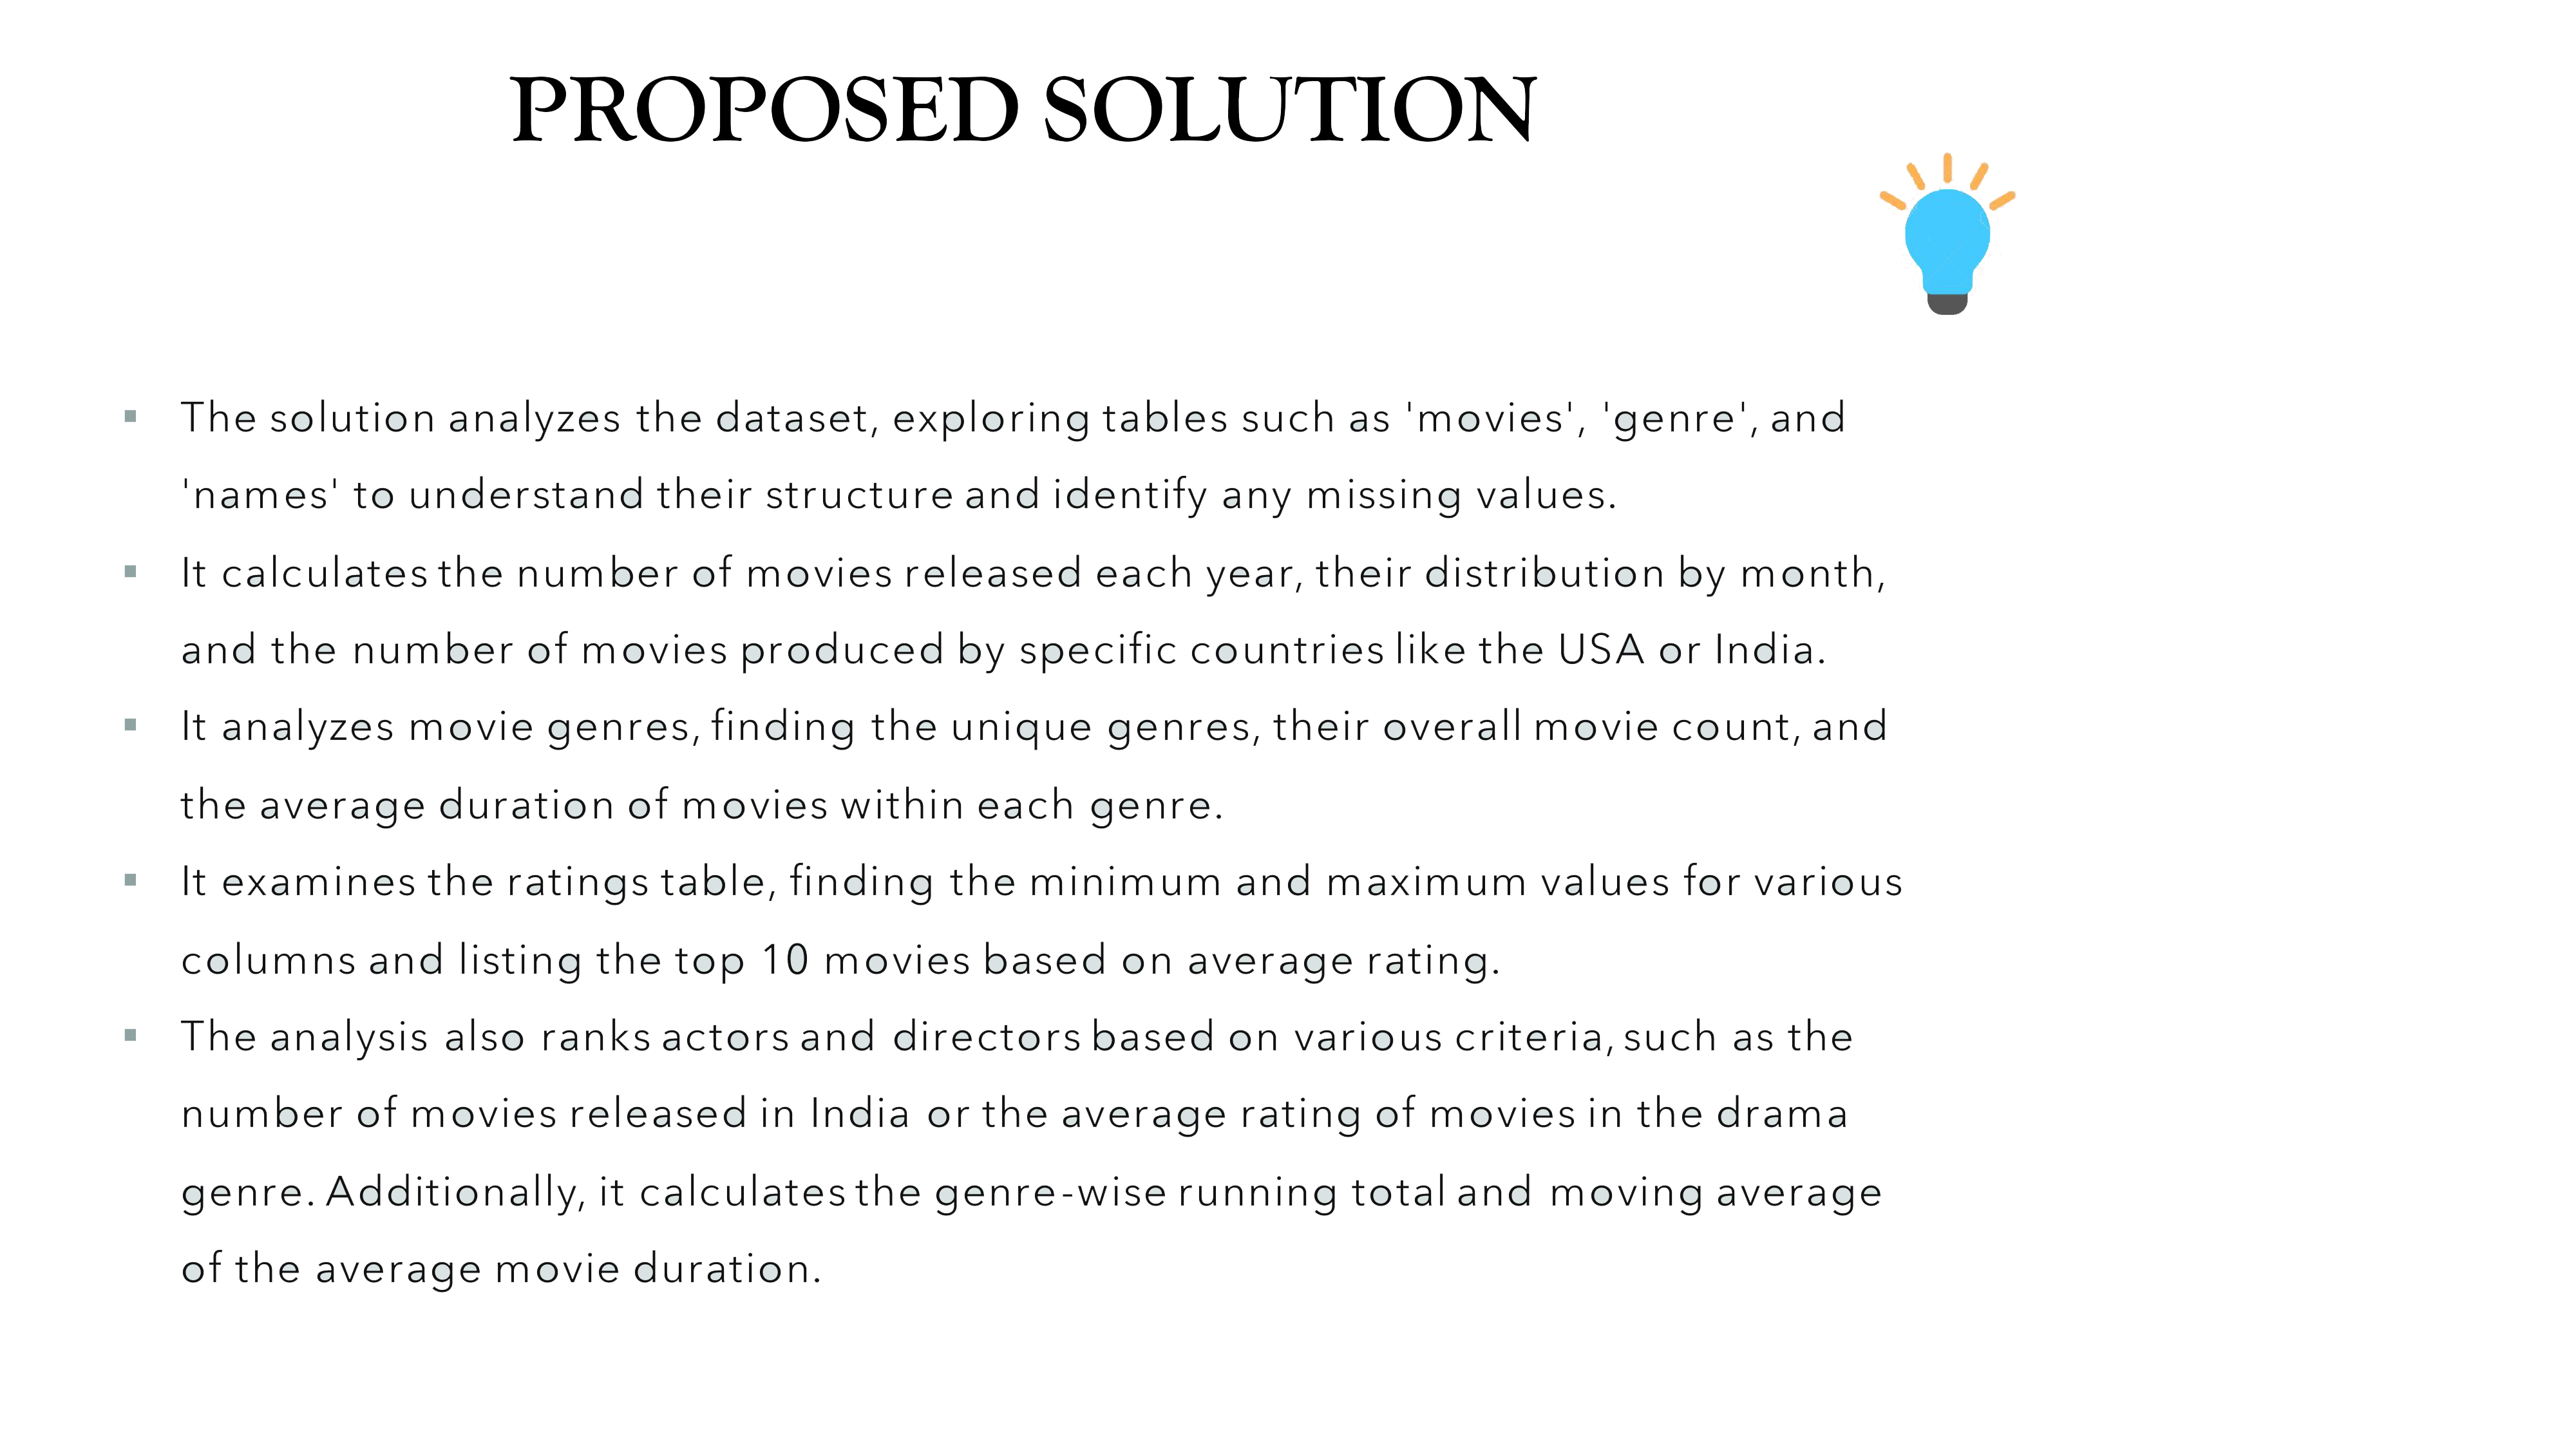 PROPOSED SOLUTION
▪ The solution analyzes the dataset, exploring tables such as 'movies', 'genre', and
'names' to understand their structure and identify any missing values.
▪ It calculates the number of movies released each year, their distribution by month,
and the number of movies produced by specific countries like the USA or India.
▪ It analyzes movie genres, finding the unique genres, their overall movie count, and
the average duration of movies within each genre.
▪ It examines the ratings table, finding the minimum and maximum values for various
columns and listing the top 10 movies based on average rating.
▪ The analysis also ranks actors and directors based on various criteria, such as the
number of movies released in India or the average rating of movies in the drama
genre. Additionally, it calculates the genre-wise running total and moving average
of the average movie duration.